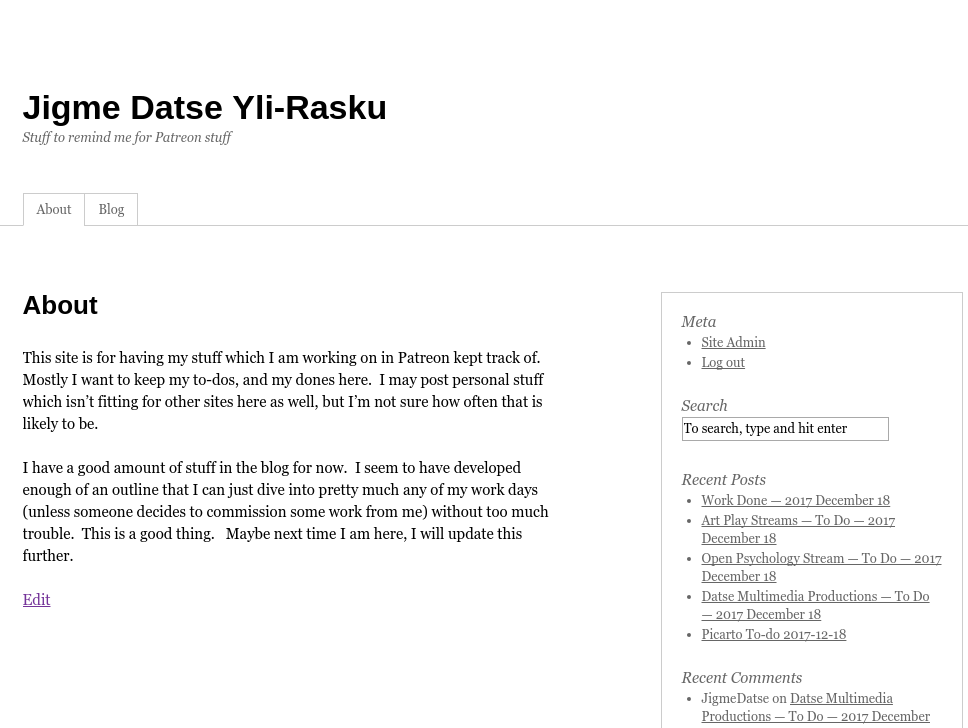 Jigme Datse Yli-Rasku
Stuff to remind me for Patreon stuff
About
Blog
About
This site is for having my stuff which I am working on in Patreon kept track of.
Mostly I want to keep my to-dos, and my dones here.  I may post personal stuff
which isn’t fitting for other sites here as well, but I’m not sure how often that is
likely to be.
I have a good amount of stuff in the blog for now.  I seem to have developed
enough of an outline that I can just dive into pretty much any of my work days
(unless someone decides to commission some work from me) without too much
trouble.  This is a good thing.   Maybe next time I am here, I will update this
further.
Edit
Meta
Site Admin
Log out
Search
To search, type and hit enter
Recent Posts
Work Done — 2017 December 18
Art Play Streams — To Do — 2017
December 18
Open Psychology Stream — To Do — 2017
December 18
Datse Multimedia Productions — To Do
— 2017 December 18
Picarto To-do 2017-12-18
Recent Comments
JigmeDatse on Datse Multimedia
Productions — To Do — 2017 December